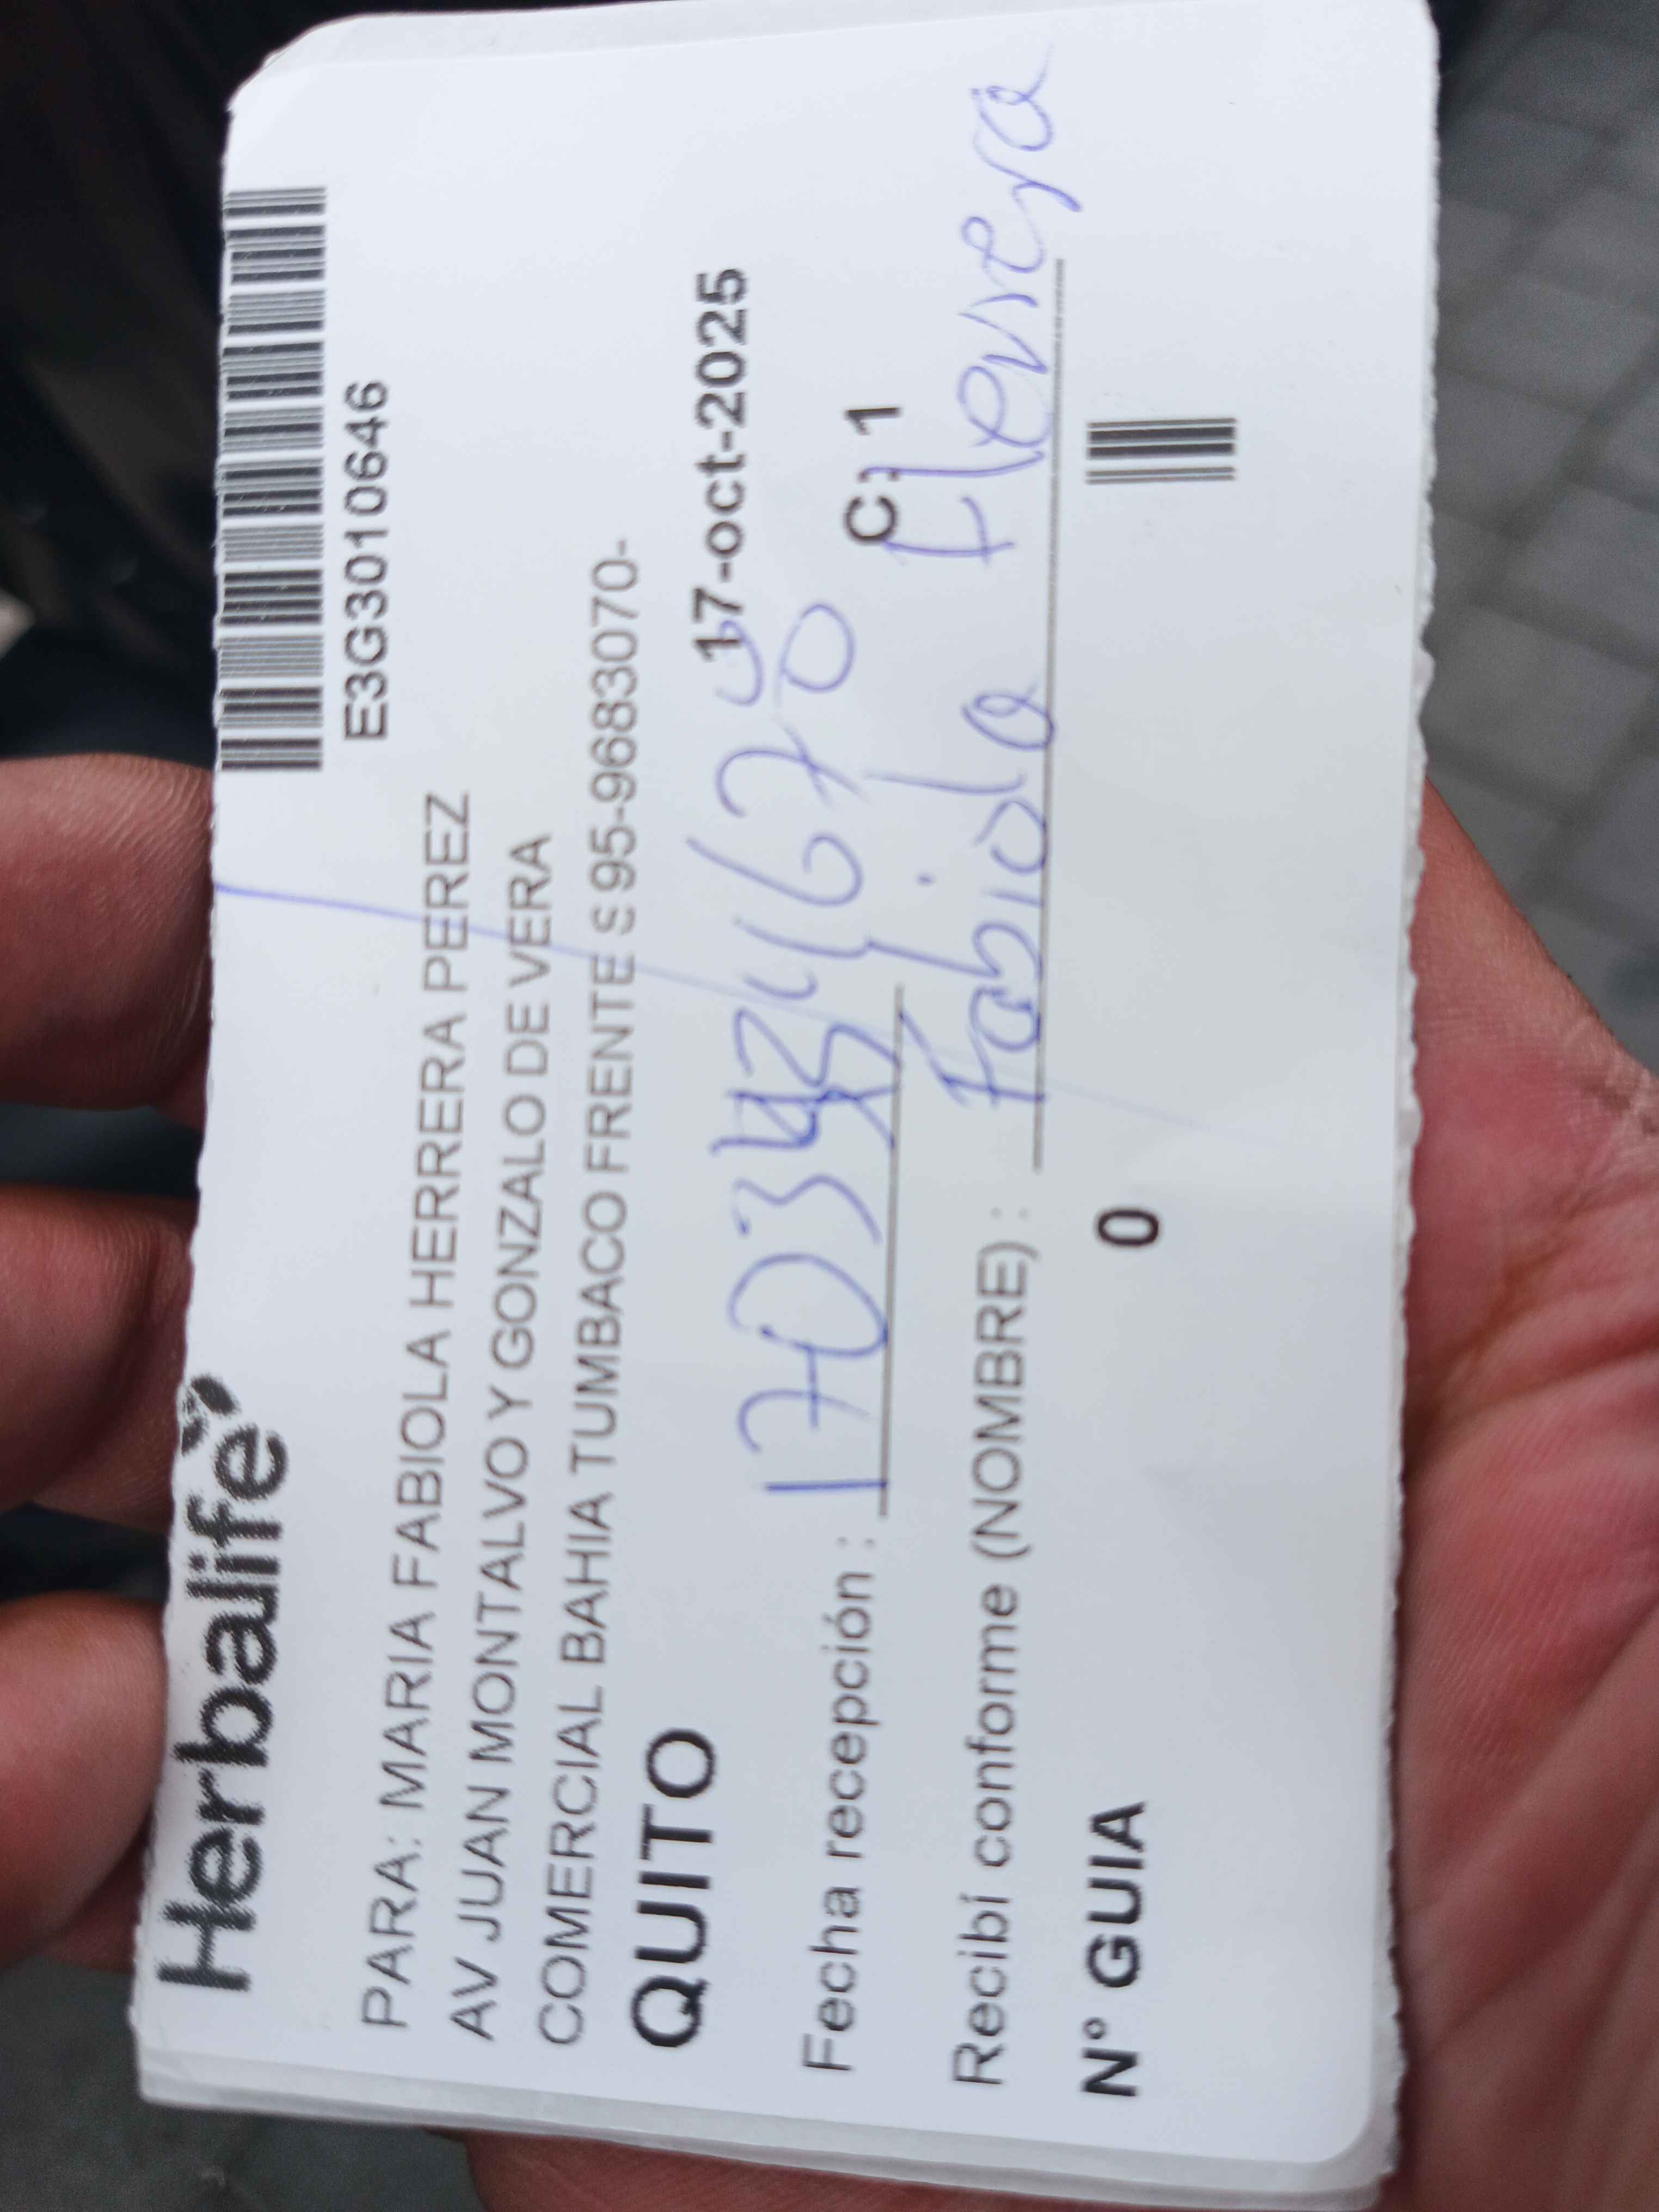 Herbalife
E3G3010646
PARA: MARIA FABIOLA HERRERA PEREZ
AV JUAN MONTALVO Y GONZALO DE VERA
COMERCIAL BAHIA TUMBACO FRENTE S 95-9683070-
QUITO 17-oct-2025
Fecha recepción : C: 1
Recibí conforme (NOMBRE) : Fabiola Herrera
N° GUIA 0